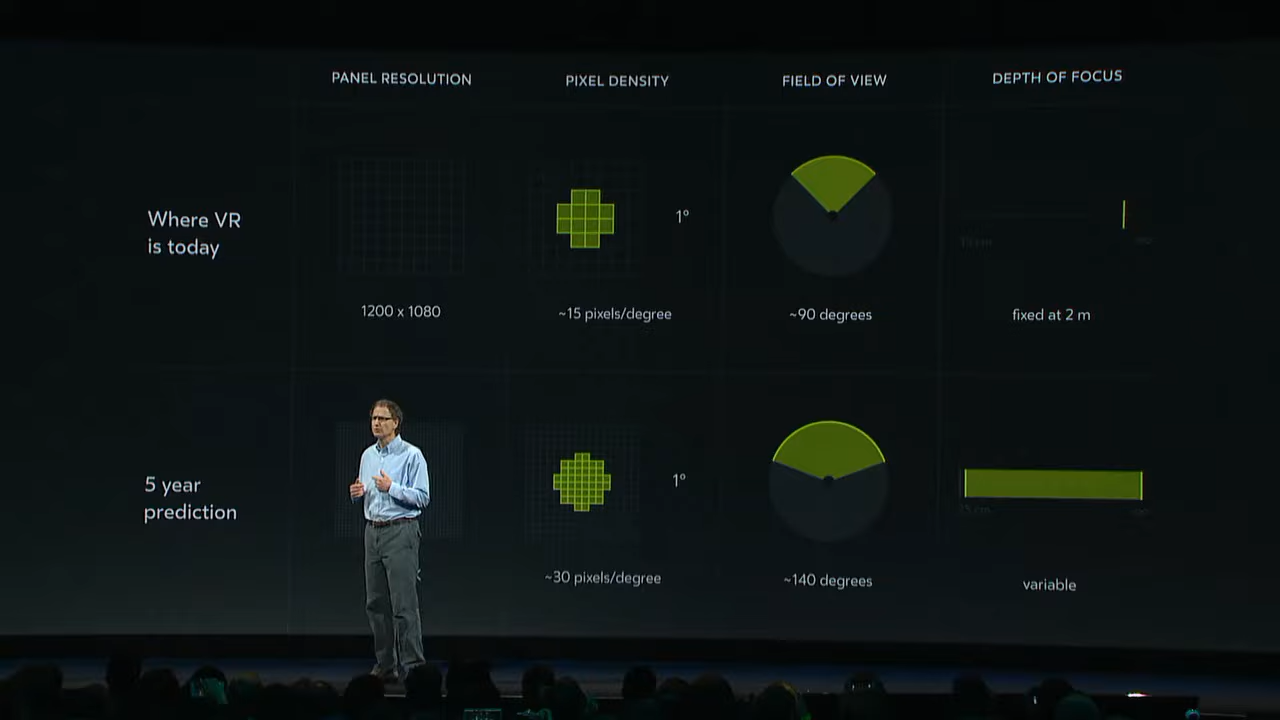 PANEL RESOLUTION
PIXEL DENSITY
FIELD OF VIEW
DEPTH OF FOCUS
Where VR
is today
1°
1200 x 1080
~15 pixels/degree
~90 degrees
fixed at 2 m
5 year
prediction
1°
~30 pixels/degree
~140 degrees
variable